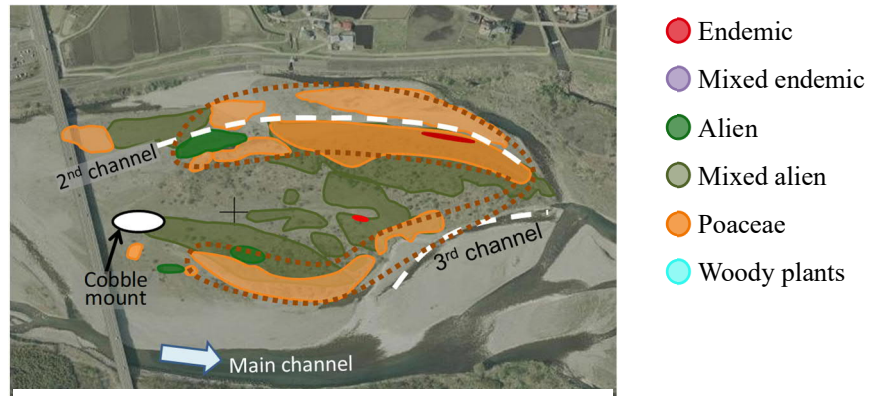 2nd channel
Cobble
mount
3rd channel
Main channel
Endemic
Mixed endemic
Alien
Mixed alien
Poaceae
Woody plants